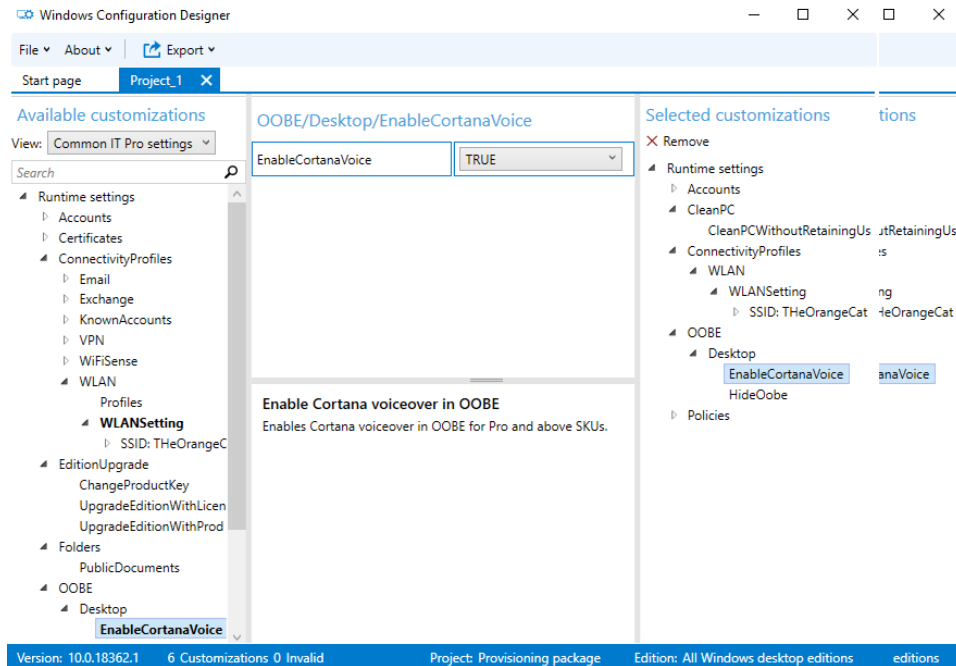 Windows Configuration Designer
File About Export
Start page Project_1
Available customizations
View: Common IT Pro settings
Search
Runtime settings
Accounts
Certificates
ConnectivityProfiles
Email
Exchange
KnownAccounts
VPN
WiFiSense
WLAN
Profiles
WLANSetting
SSID: THeOrangeC
EditionUpgrade
ChangeProductKey
UpgradeEditionWithLicen
UpgradeEditionWithProd
Folders
PublicDocuments
OOBE
Desktop
EnableCortanaVoice
OOBE/Desktop/EnableCortanaVoice
EnableCortanaVoice TRUE
Enable Cortana voiceover in OOBE
Enables Cortana voiceover in OOBE for Pro and above SKUs.
Selected customizations
Remove
Runtime settings
Accounts
CleanPC
CleanPCWithoutRetainingUs
ConnectivityProfiles
WLAN
WLANSetting
SSID: THeOrangeCat
OOBE
Desktop
EnableCortanaVoice
HideOobe
Policies
tions
utRetainingUs
es
ng
HeOrangeCat
anaVoice
Version: 10.0.18362.1 6 Customizations 0 Invalid Project: Provisioning package Edition: All Windows desktop editions editions